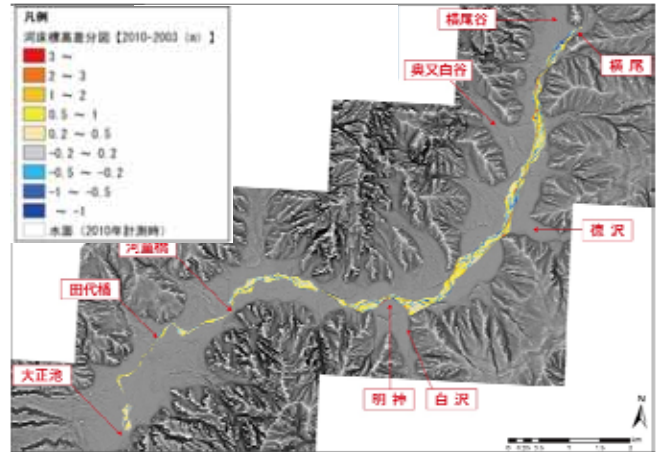 凡例
河床標高差分図【2010-2003 (m) 】
3 ～
2 ～ 3
1 ～ 2
0.5 ～ 1
0.2 ～ 0.5
-0.2 ～ 0.2
-0.5 ～ -0.2
-1 ～ -0.5
～ -1
水面 (2010年計測時)
横尾谷
横尾
奥又白谷
徳沢
河童橋
田代橋
大正池
明神
白沢
N